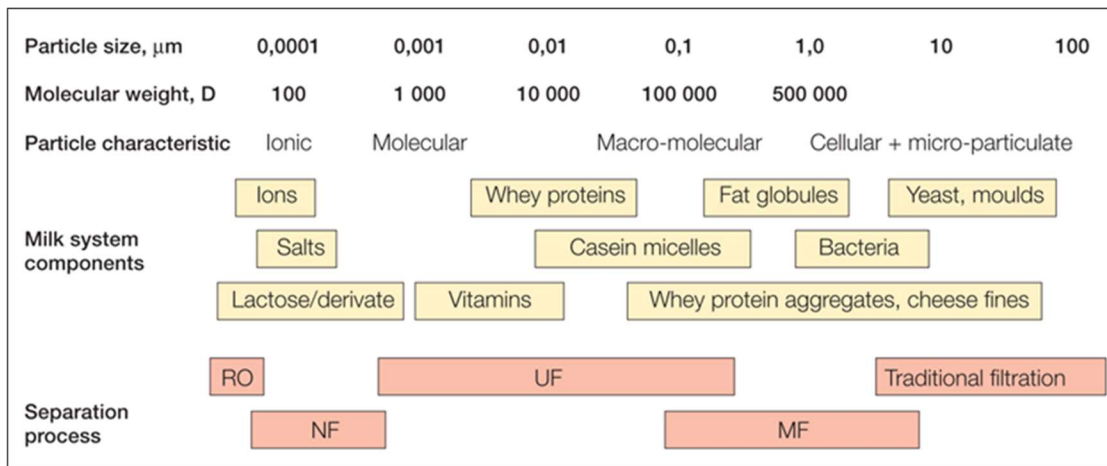 Particle size, μm 0,0001 0,001 0,01 0,1 1,0 10 100
Molecular weight, D 100 1 000 10 000 100 000 500 000
Particle characteristic Ionic Molecular Macro-molecular Cellular + micro-particulate
Ions Whey proteins Fat globules Yeast, moulds
Milk system components
Salts Casein micelles Bacteria
Lactose/derivate Vitamins Whey protein aggregates, cheese fines
RO UF Traditional filtration
Separation process
NF MF